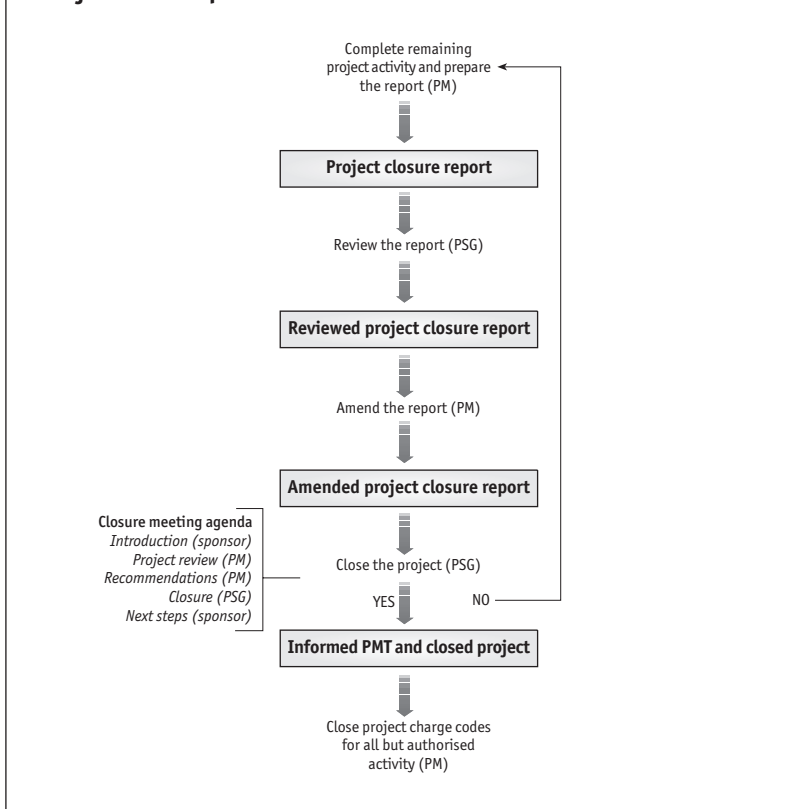 Complete remaining
project activity and prepare
the report (PM)
Project closure report
Review the report (PSG)
Reviewed project closure report
Amend the report (PM)
Amended project closure report
Closure meeting agenda
Introduction (sponsor)
Project review (PM)
Recommendations (PM)
Closure (PSG)
Next steps (sponsor)
Close the project (PSG)
YES
NO
Informed PMT and closed project
Close project charge codes
for all but authorised
activity (PM)